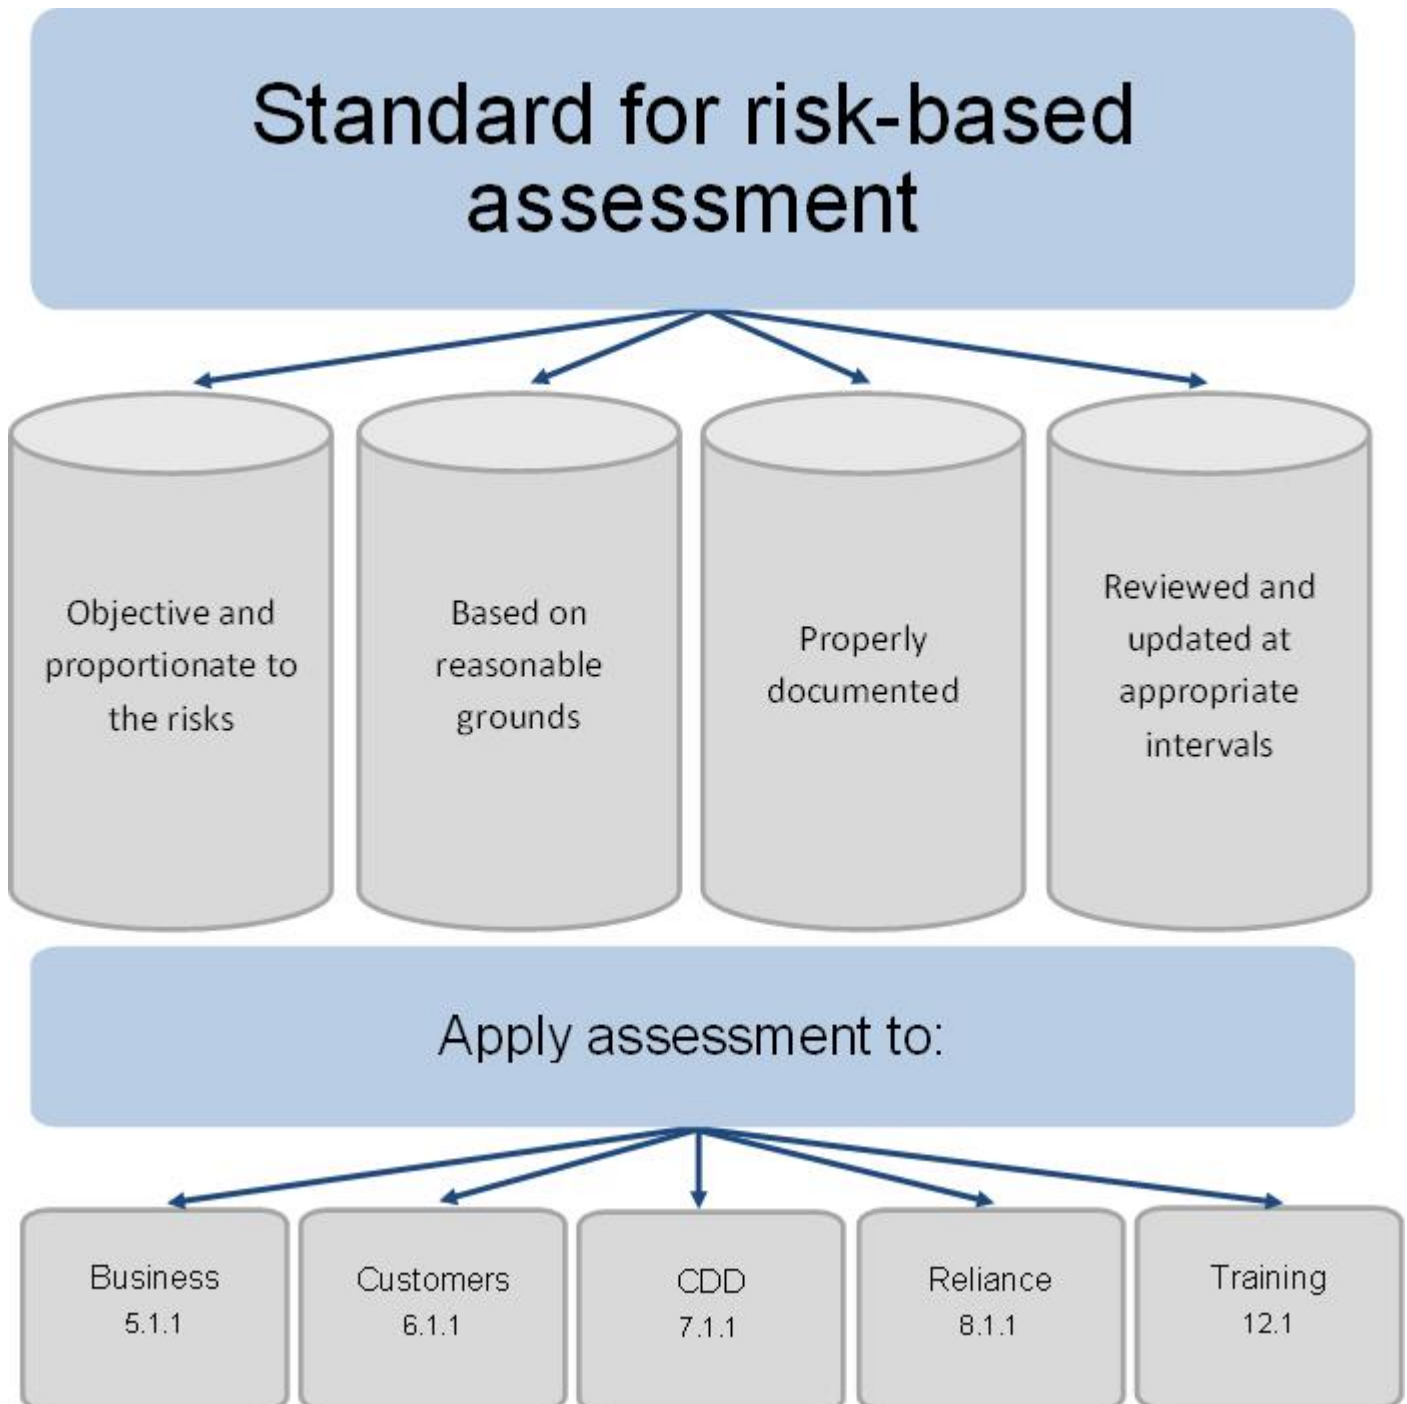 Standard for risk-based
assessment
Objective and
proportionate to
the risks
Based on
reasonable
grounds
Properly
documented
Reviewed and
updated at
appropriate
intervals
Apply assessment to:
Business
5.1.1
Customers
6.1.1
CDD
7.1.1
Reliance
8.1.1
Training
12.1